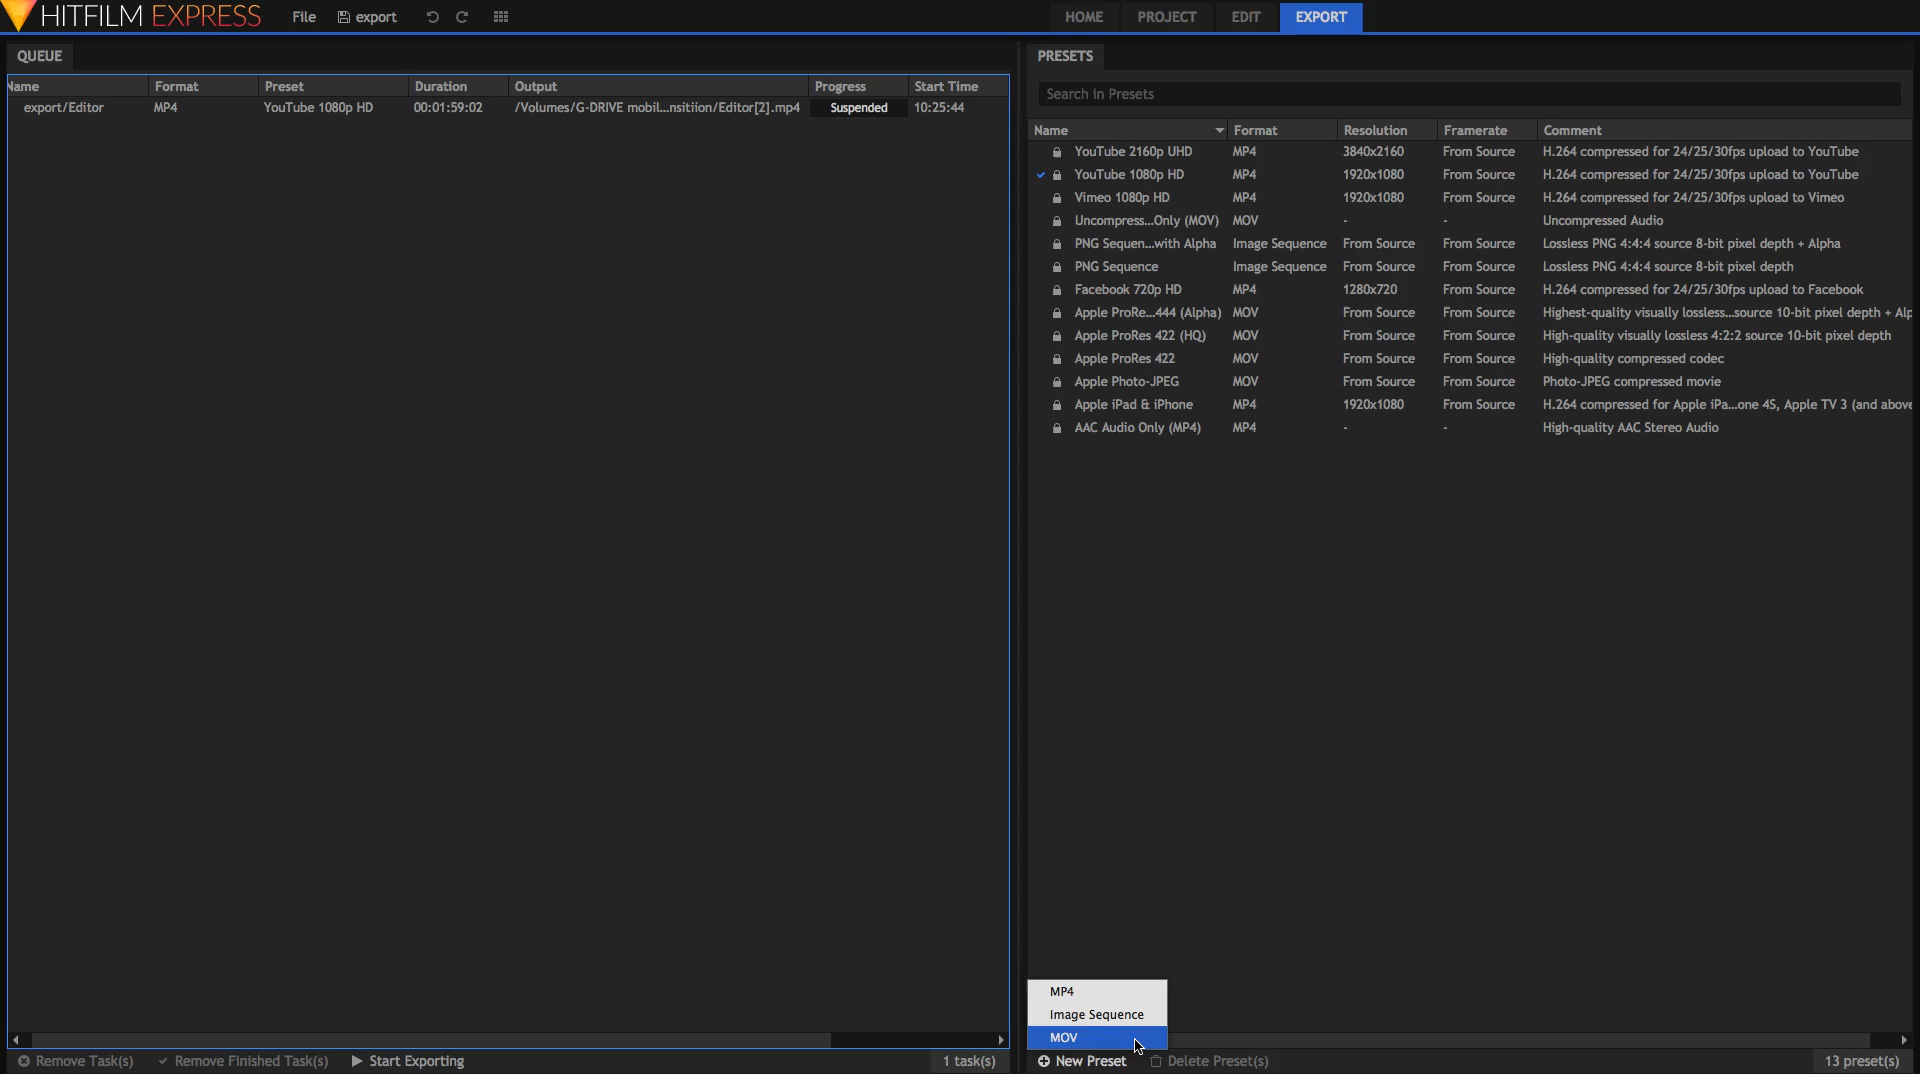 HITFILM EXPRESS File export HOME PROJECT EDIT EXPORT
QUEUE
Name Format Preset Duration Output Progress Start Time
export/Editor MP4 YouTube 1080p HD 00:01:59:02 /Volumes/G-DRIVE mobil...nsitiion/Editor[2].mp4 Suspended 10:25:44
PRESETS
Search in Presets
Name Format Resolution Framerate Comment
YouTube 2160p UHD MP4 3840x2160 From Source H.264 compressed for 24/25/30fps upload to YouTube
YouTube 1080p HD MP4 1920x1080 From Source H.264 compressed for 24/25/30fps upload to YouTube
Vimeo 1080p HD MP4 1920x1080 From Source H.264 compressed for 24/25/30fps upload to Vimeo
Uncompress...Only (MOV) MOV - - Uncompressed Audio
PNG Sequen...with Alpha Image Sequence From Source From Source Lossless PNG 4:4:4 source 8-bit pixel depth + Alpha
PNG Sequence Image Sequence From Source From Source Lossless PNG 4:4:4 source 8-bit pixel depth
Facebook 720p HD MP4 1280x720 From Source H.264 compressed for 24/25/30fps upload to Facebook
Apple ProRe...444 (Alpha) MOV From Source From Source Highest-quality visually lossless...source 10-bit pixel depth + Alp
Apple ProRes 422 (HQ) MOV From Source From Source High-quality visually lossless 4:2:2 source 10-bit pixel depth
Apple ProRes 422 MOV From Source From Source High-quality compressed codec
Apple Photo-JPEG MOV From Source From Source Photo-JPEG compressed movie
Apple iPad & iPhone MP4 1920x1080 From Source H.264 compressed for Apple iPa...one 4S, Apple TV 3 (and above
AAC Audio Only (MP4) MP4 - - High-quality AAC Stereo Audio
MP4
Image Sequence
MOV
Remove Task(s) Remove Finished Task(s) Start Exporting 1 task(s)
New Preset Delete Preset(s) 13 preset(s)